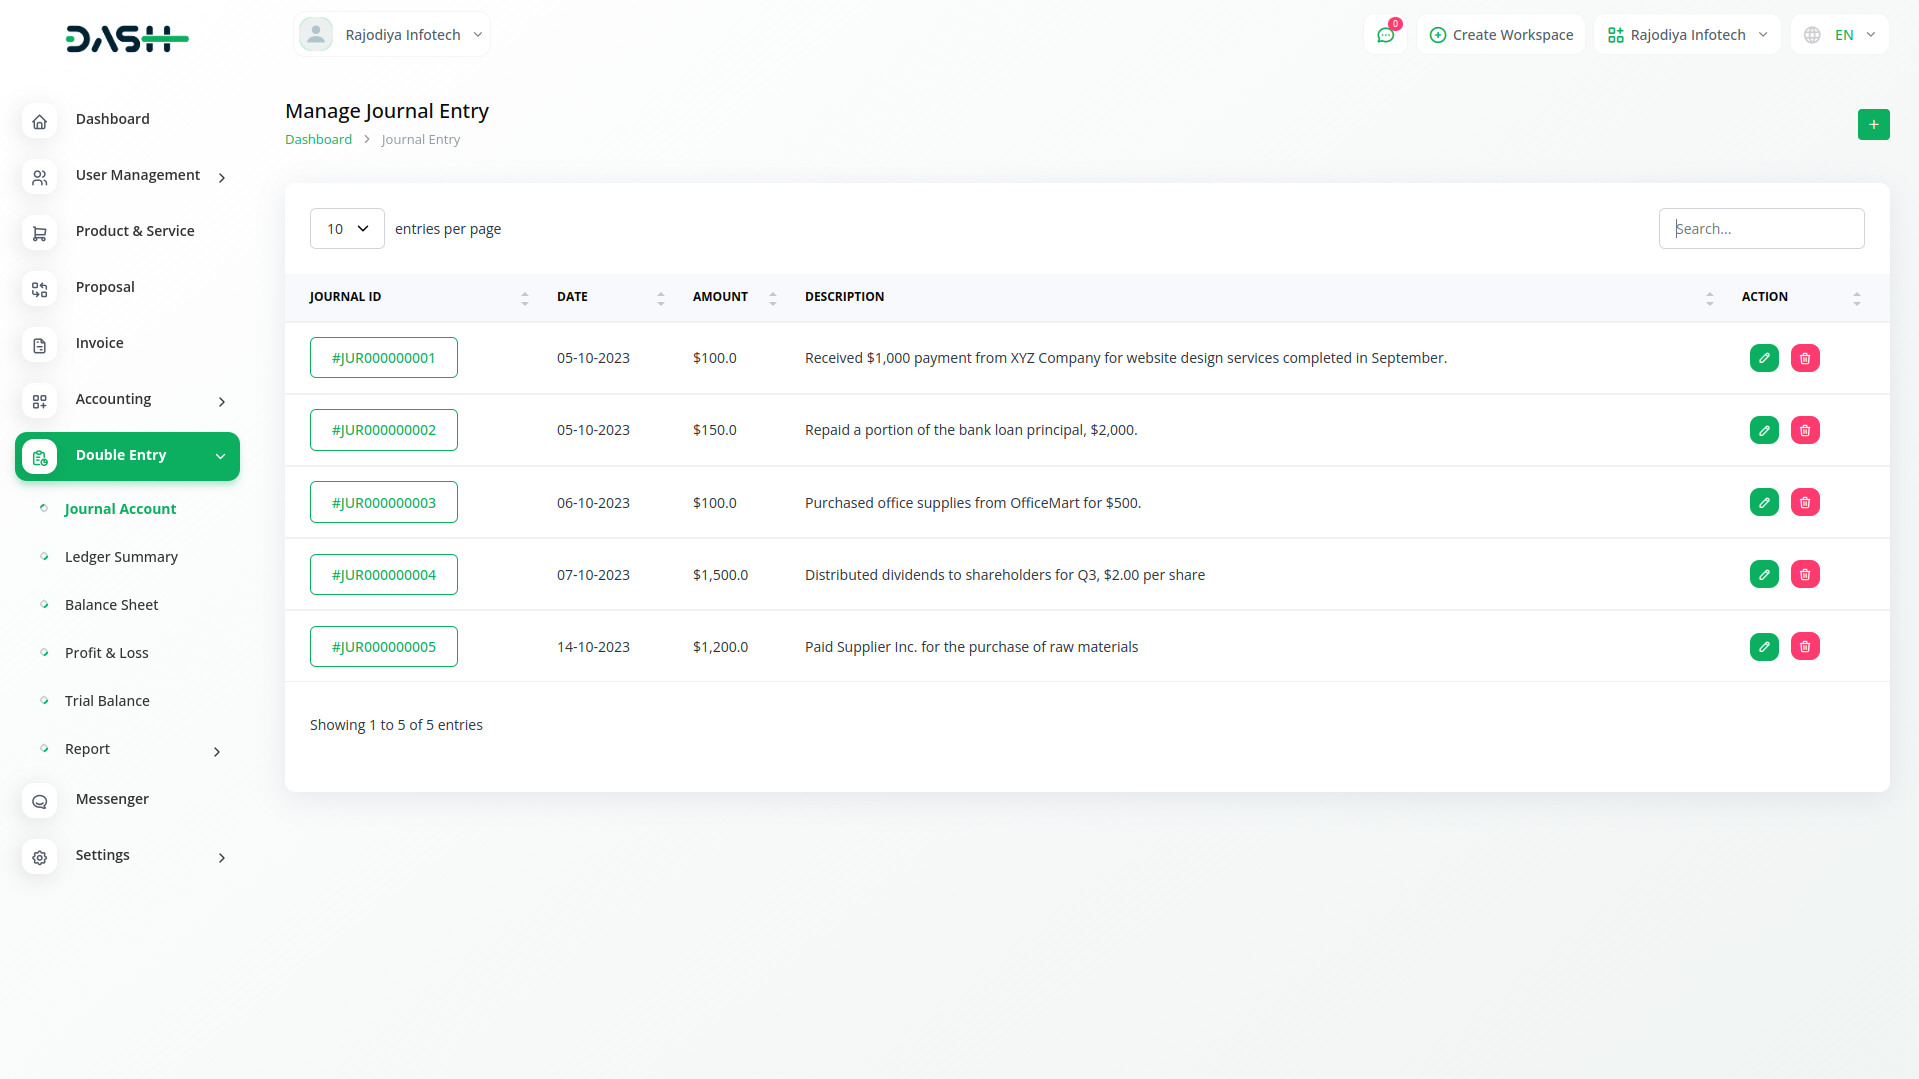 DASH
Rajodiya Infotech
0
Create Workspace
Rajodiya Infotech
EN
Dashboard
User Management
Product & Service
Proposal
Invoice
Accounting
Double Entry
Journal Account
Ledger Summary
Balance Sheet
Profit & Loss
Trial Balance
Report
Messenger
Settings
Manage Journal Entry
Dashboard > Journal Entry
+
10 entries per page
Search...
JOURNAL ID DATE AMOUNT DESCRIPTION ACTION
#JUR000000001 05-10-2023 $100.0 Received $1,000 payment from XYZ Company for website design services completed in September.
#JUR000000002 05-10-2023 $150.0 Repaid a portion of the bank loan principal, $2,000.
#JUR000000003 06-10-2023 $100.0 Purchased office supplies from OfficeMart for $500.
#JUR000000004 07-10-2023 $1,500.0 Distributed dividends to shareholders for Q3, $2.00 per share
#JUR000000005 14-10-2023 $1,200.0 Paid Supplier Inc. for the purchase of raw materials
Showing 1 to 5 of 5 entries